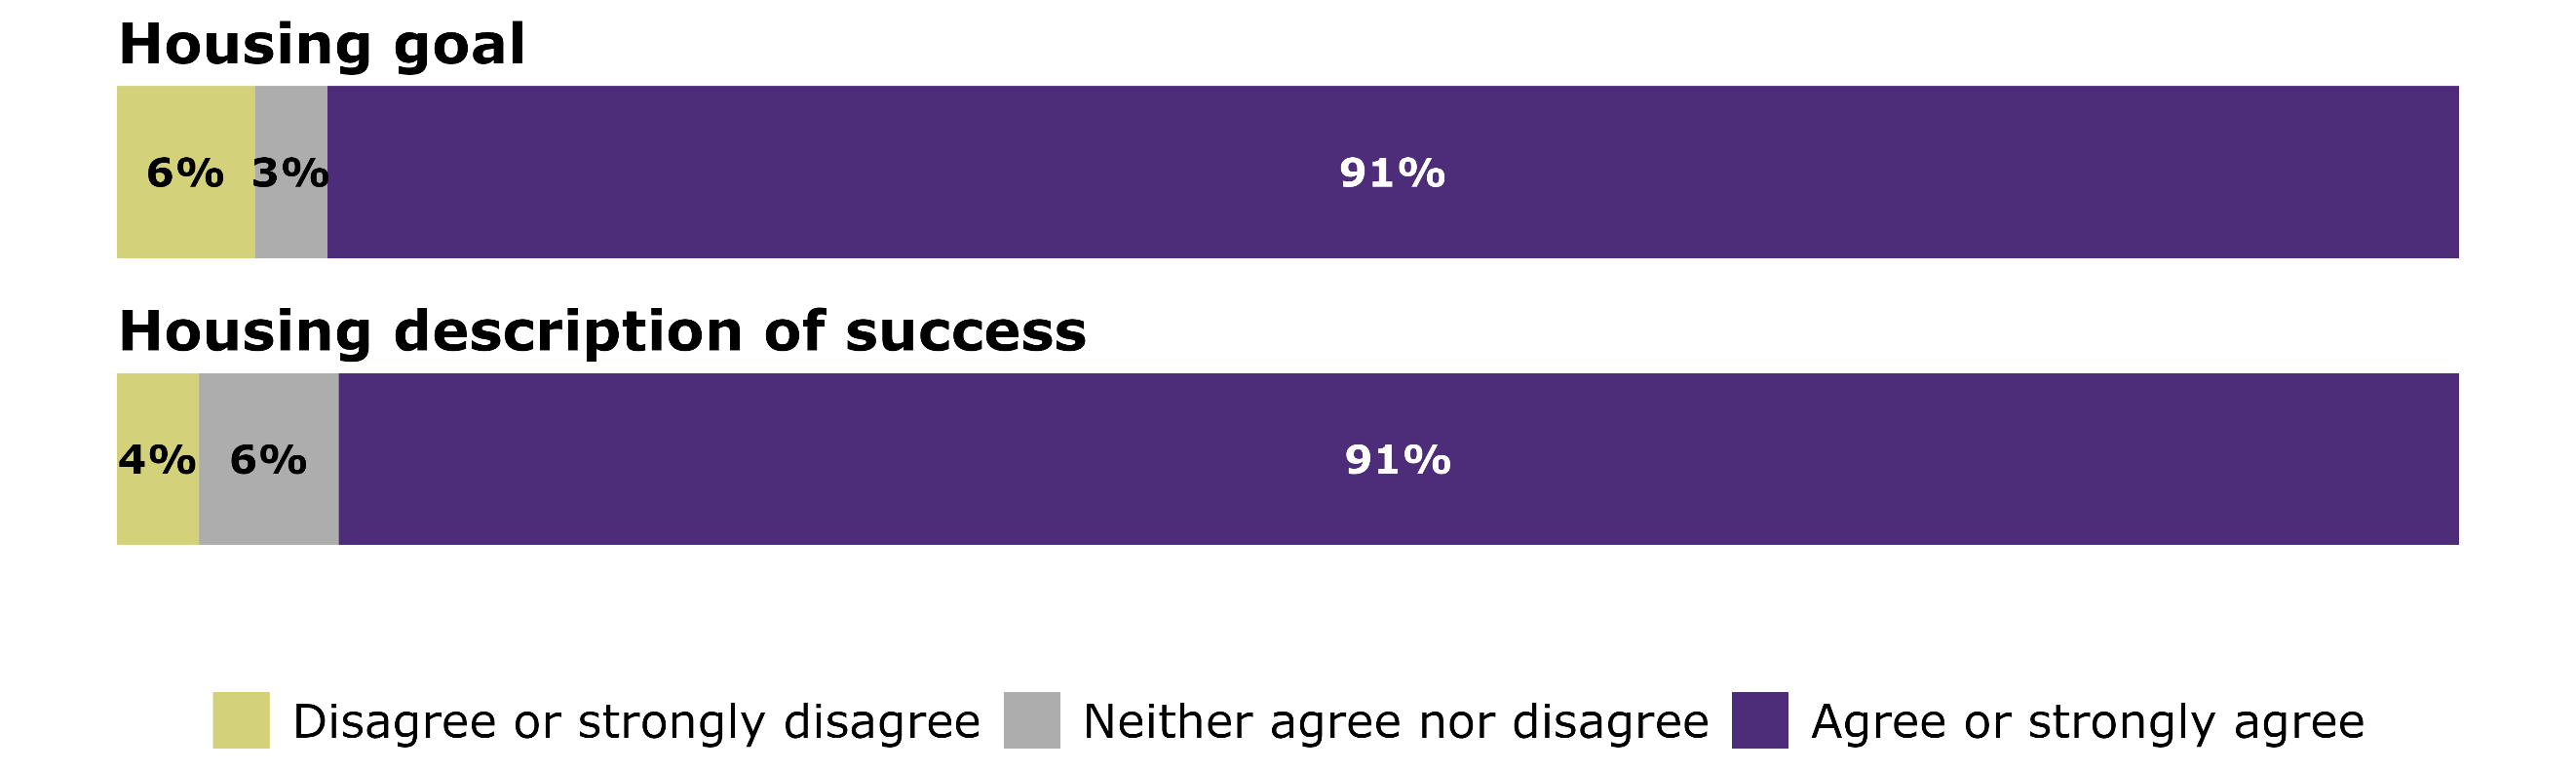 Housing goal
6% 3% 91%
Housing description of success
4% 6% 91%
Disagree or strongly disagree Neither agree nor disagree Agree or strongly agree